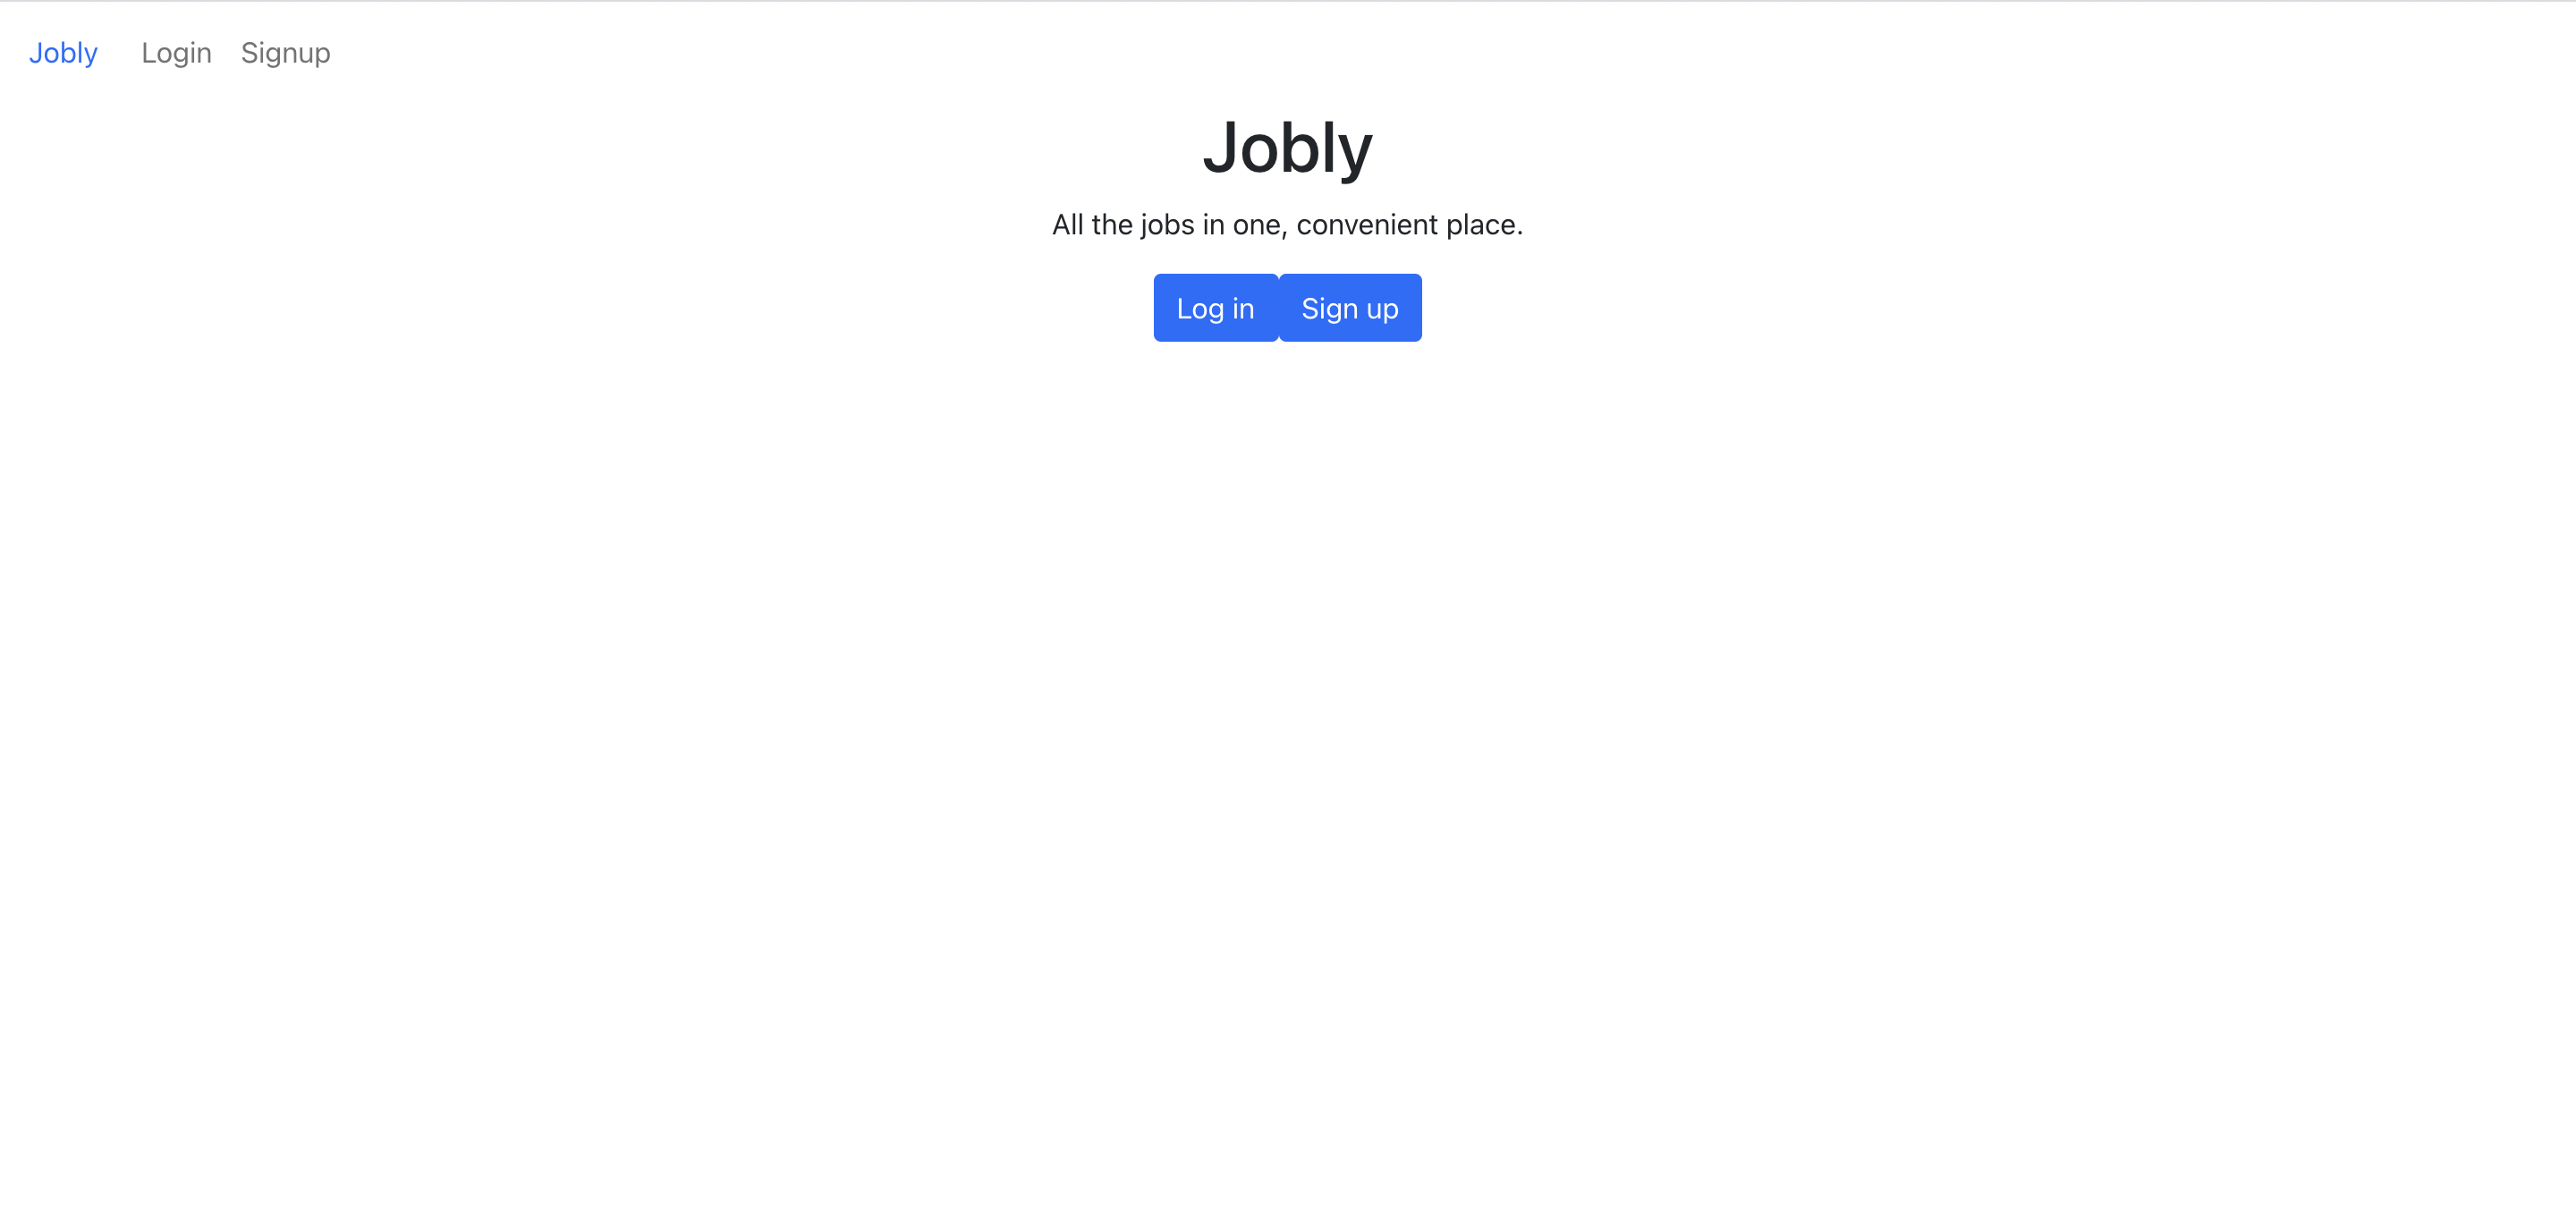 Jobly Login Signup
Jobly
All the jobs in one, convenient place.
Log in Sign up